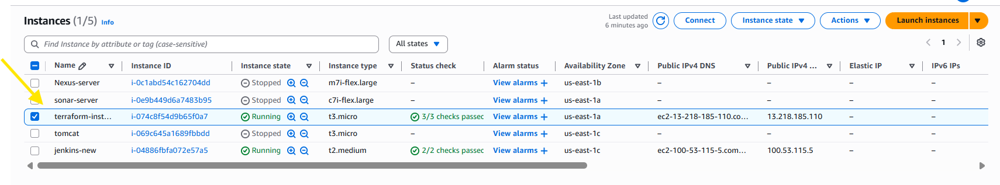 Instances (1/5) Info
Last updated
6 minutes ago
Connect
Instance state
Actions
Launch instances
Find Instance by attribute or tag (case-sensitive)
All states
1
Name Instance ID Instance state Instance type Status check Alarm status Availability Zone Public IPv4 DNS Public IPv4 ... Elastic IP IPv6 IPs
Nexus-server i-0c1abd54c162704dd Stopped m7i-flex.large – View alarms + us-east-1b – – – –
sonar-server i-0e9b449d6a7483b95 Stopped c7i-flex.large – View alarms + us-east-1a – – – –
terraform-inst... i-074c8f54d9b65f0a7 Running t3.micro 3/3 checks passed View alarms + us-east-1a ec2-13-218-185-110.co... 13.218.185.110 – –
tomcat i-069c645a1689fbbdd Stopped t3.micro – View alarms + us-east-1c – – – –
jenkins-new i-04886fbfa072e57a5 Running t2.medium 2/2 checks passed View alarms + us-east-1c ec2-100-53-115-5.com... 100.53.115.5 – –